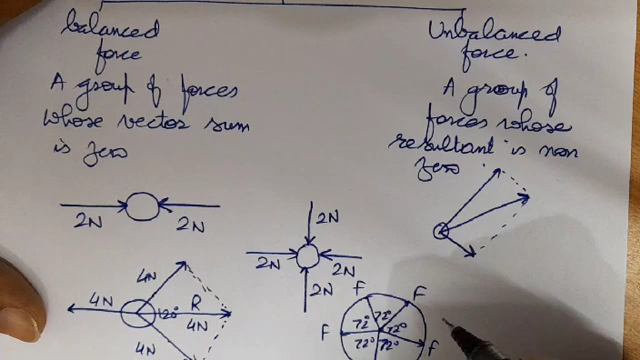 balanced
force
A group of forces
whose vector sum
is zero
Unbalanced
force.
A group of
forces whose
resultant is non
zero
2N
2N
2N
2N
2N
2N
4N
4N
120°
R
4N
4N
F
F
F
F
72°
72°
72°
72°
72°